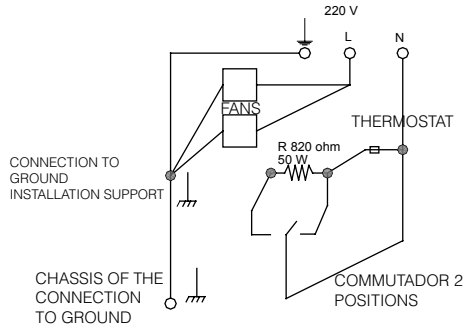 220 V
L
N
FANS
THERMOSTAT
R 820 ohm
50 W
CONNECTION TO
GROUND
INSTALLATION SUPPORT
CHASSIS OF THE
CONNECTION
TO GROUND
COMMUTADOR 2
POSITIONS